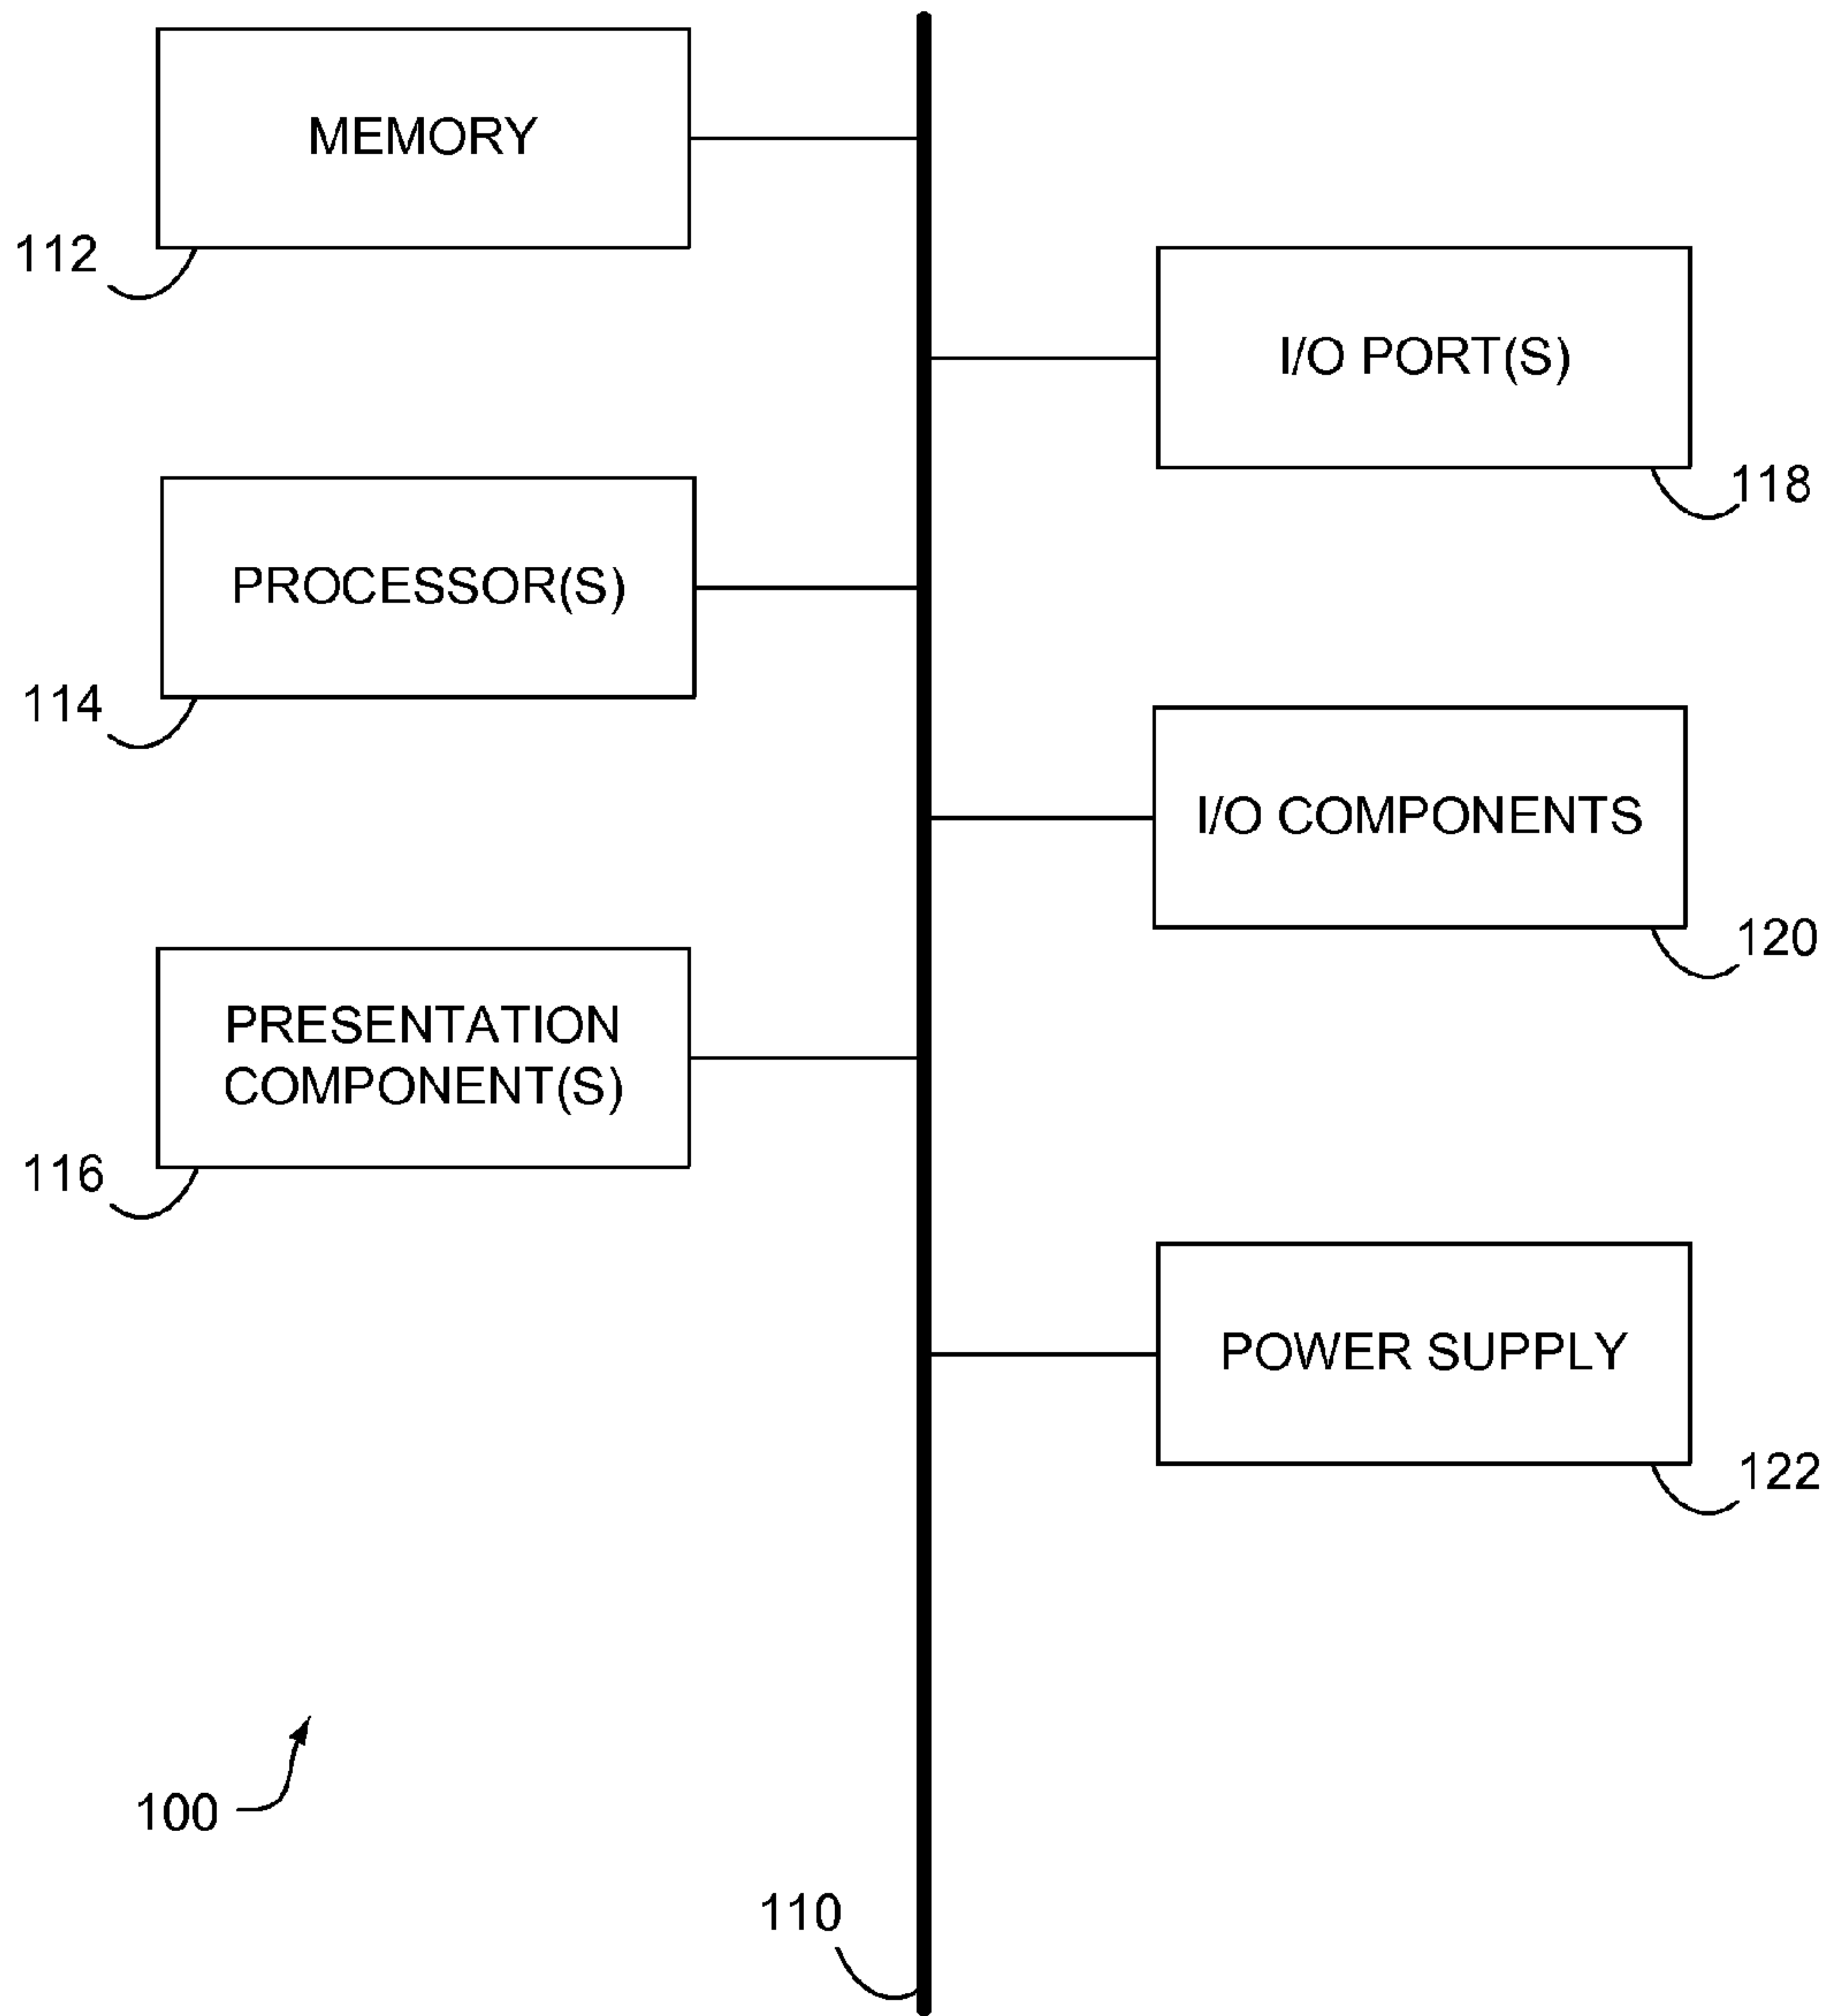 MEMORY
112
I/O PORT(S)
118
PROCESSOR(S)
114
I/O COMPONENTS
120
PRESENTATION
COMPONENT(S)
116
POWER SUPPLY
122
100
110